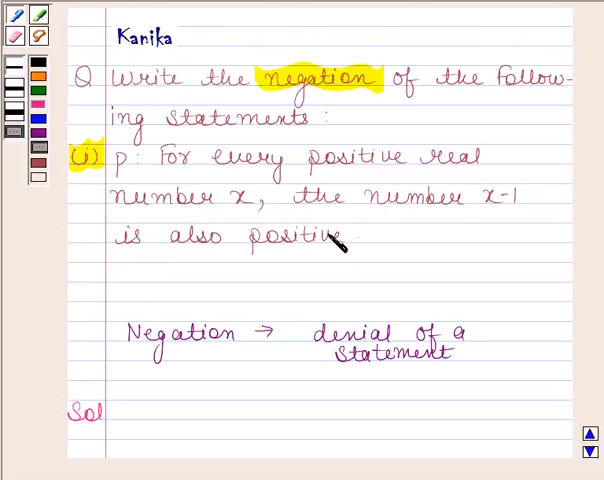 Kanika
Q Write the negation of the follow-
ing statements :
(i) p: For every positive real
number x, the number x-1
is also positive
Negation → denial of a
statement
Sol